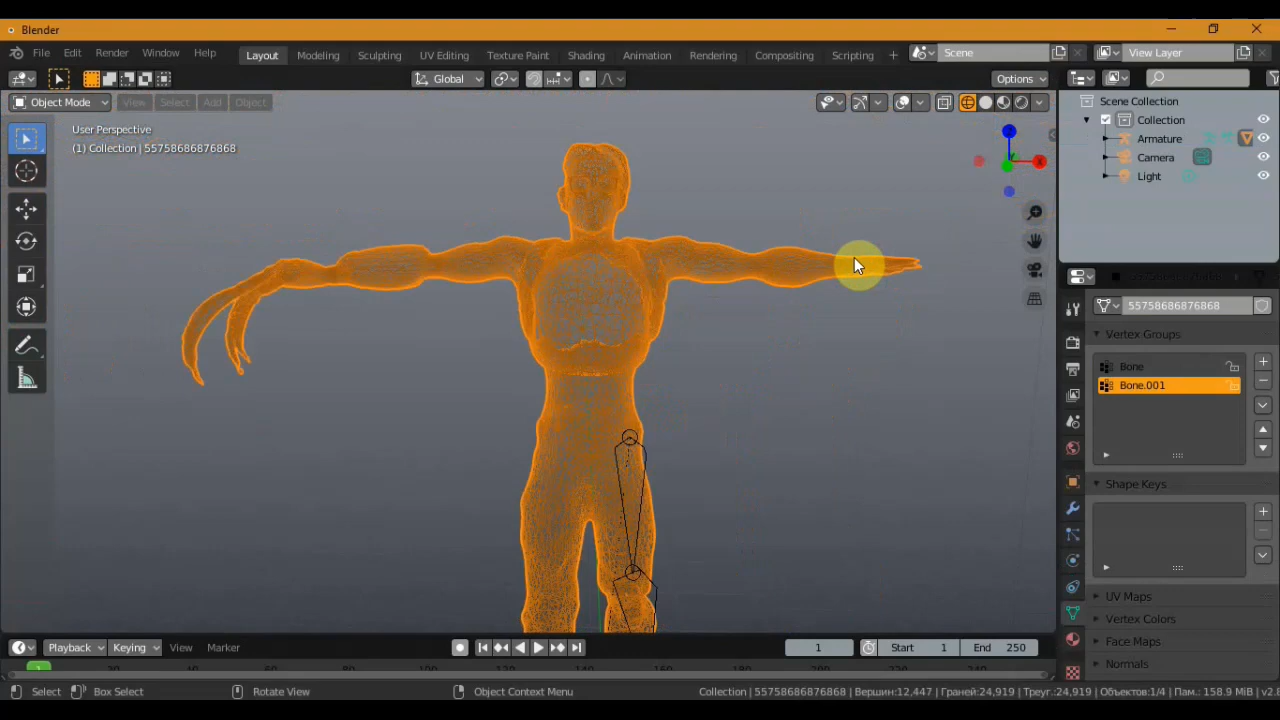 Blender
File Edit Render Window Help
Layout Modeling Sculpting UV Editing Texture Paint Shading Animation Rendering Compositing Scripting +
Scene
View Layer
Global
Options
Object Mode View Select Add Object
User Perspective
(1) Collection | 55758686876868
Scene Collection
Collection
Armature
Camera
Light
55758686876868
Vertex Groups
Bone
Bone.001
Shape Keys
UV Maps
Vertex Colors
Face Maps
Normals
Playback Keying View Marker
1 Start 1 End 250
1
Select Box Select Rotate View Object Context Menu
Collection | 55758686876868 | Вершин:12,447 | Граней:24,919 | Треуг.:24,919 | Объектов:1/4 | Пам.: 158.9 MiB | v2.8